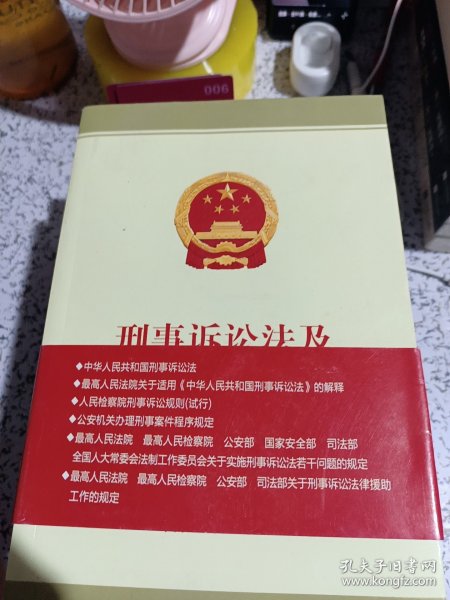 006
刑事诉讼法及
◆中华人民共和国刑事诉讼法
◆最高人民法院关于适用《中华人民共和国刑事诉讼法》的解释
◆人民检察院刑事诉讼规则(试行)
◆公安机关办理刑事案件程序规定
◆最高人民法院 最高人民检察院 公安部 国家安全部 司法部
全国人大常委会法制工作委员会关于实施刑事诉讼法若干问题的规定
◆最高人民法院 最高人民检察院 公安部 司法部关于刑事诉讼法律援助
工作的规定
孔夫子旧书网
www.kongfz.com